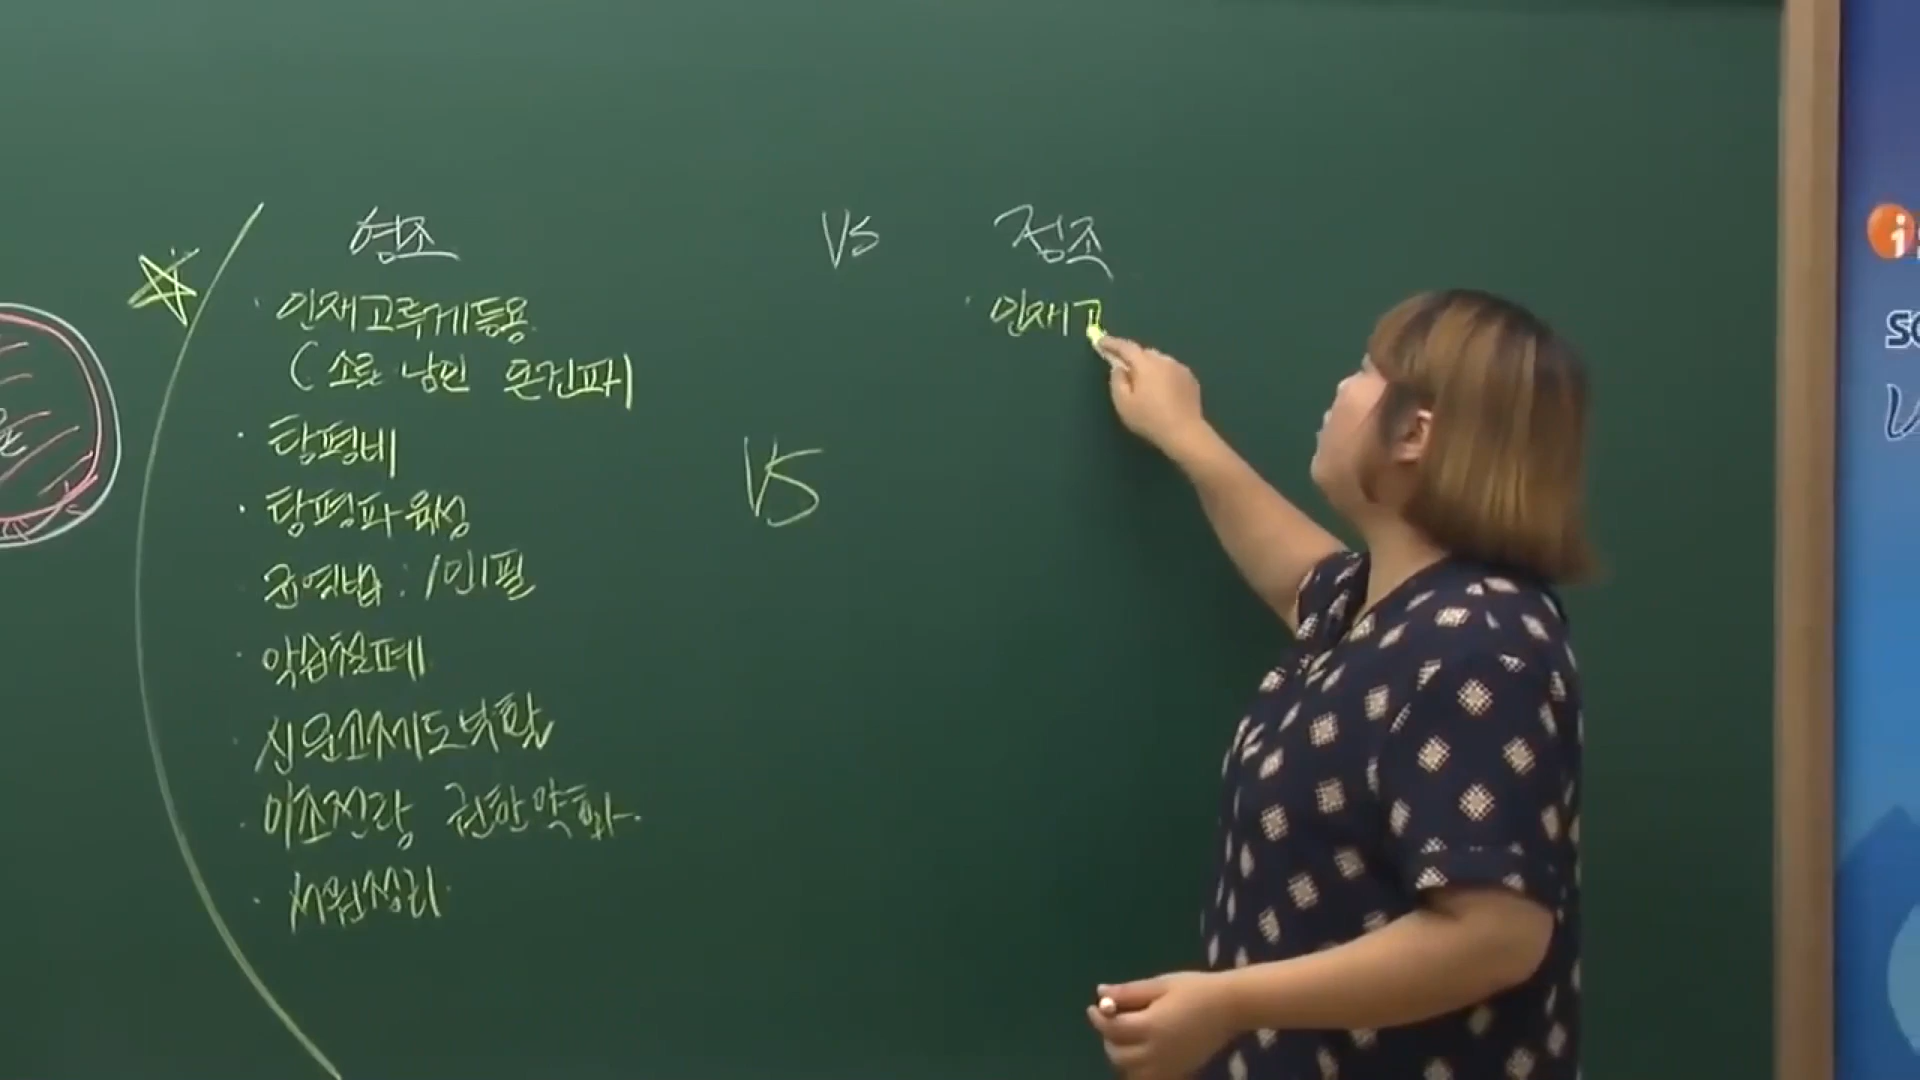 영조 VS 정조
· 인재고루게등용
(소론 남인 온건파)
· 탕평비
· 탕평파 육성
균역법 : 1인1필
· 악습철폐
· 신문고제도부활
· 이조전랑 권한약화.
· 서원정리
VS
· 인재고
i